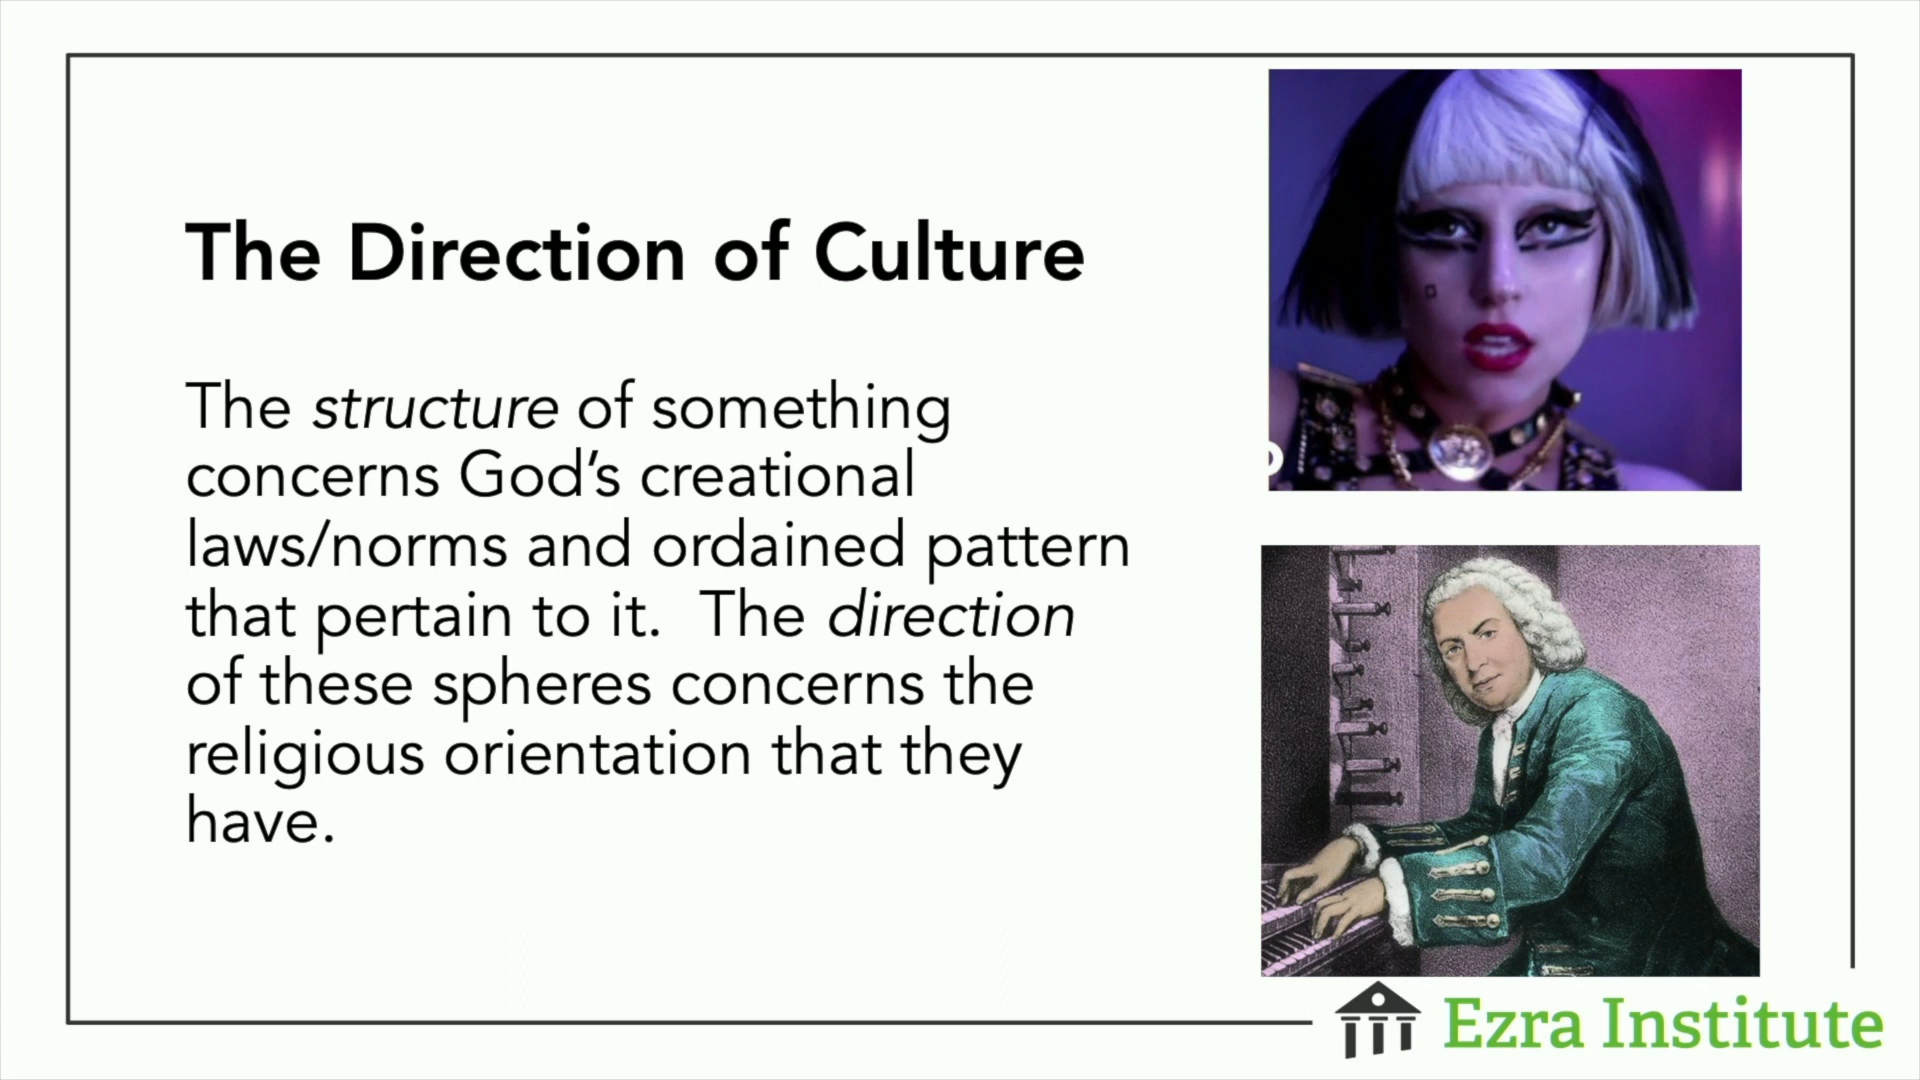 The Direction of Culture
The structure of something
concerns God’s creational
laws/norms and ordained pattern
that pertain to it.  The direction
of these spheres concerns the
religious orientation that they
have.
Ezra Institute